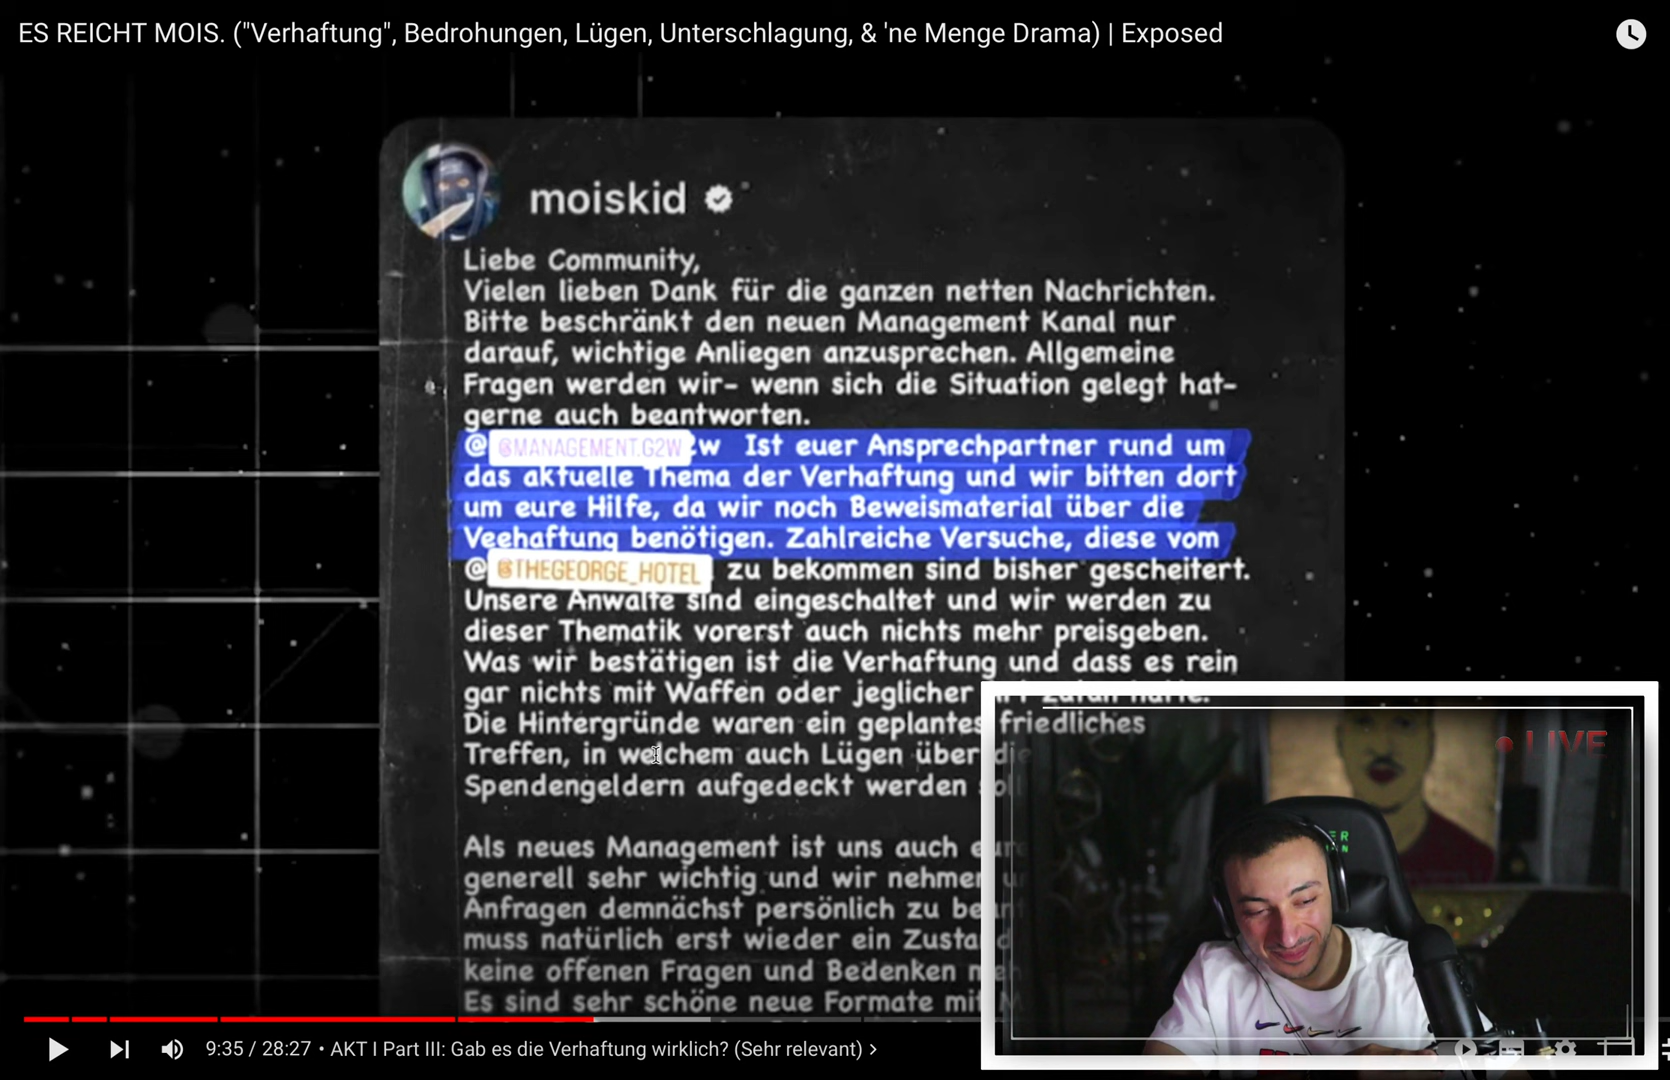 ES REICHT MOIS. ("Verhaftung", Bedrohungen, Lügen, Unterschlagung, & 'ne Menge Drama) | Exposed
moiskid
Liebe Community,
Vielen lieben Dank für die ganzen netten Nachrichten.
Bitte beschränkt den neuen Management Kanal nur
darauf, wichtige Anliegen anzusprechen. Allgemeine
Fragen werden wir- wenn sich die Situation gelegt hat-
gerne auch beantworten.
@ @MANAGEMENT.G2W 2w Ist euer Ansprechpartner rund um
das aktuelle Thema der Verhaftung und wir bitten dort
um eure Hilfe, da wir noch Beweismaterial über die
Veehaftung benötigen. Zahlreiche Versuche, diese vom
@ @THEGEORGE_HOTEL zu bekommen sind bisher gescheitert.
Unsere Anwälte sind eingeschaltet und wir werden zu
dieser Thematik vorerst auch nichts mehr preisgeben.
Was wir bestätigen ist die Verhaftung und dass es rein
gar nichts mit Waffen oder jeglicher
Die Hintergründe waren ein geplantes friedliches
Treffen, in welchem auch Lügen über die
Spendengeldern aufgedeckt werden
Als neues Management ist uns auch
generell sehr wichtig und wir nehmen
Anfragen demnächst persönlich zu
muss natürlich erst wieder ein
keine offenen Fragen und Bedenken
Es sind sehr schöne neue Formate mit
LIVE
9:35 / 28:27 • AKT I Part III: Gab es die Verhaftung wirklich? (Sehr relevant) >